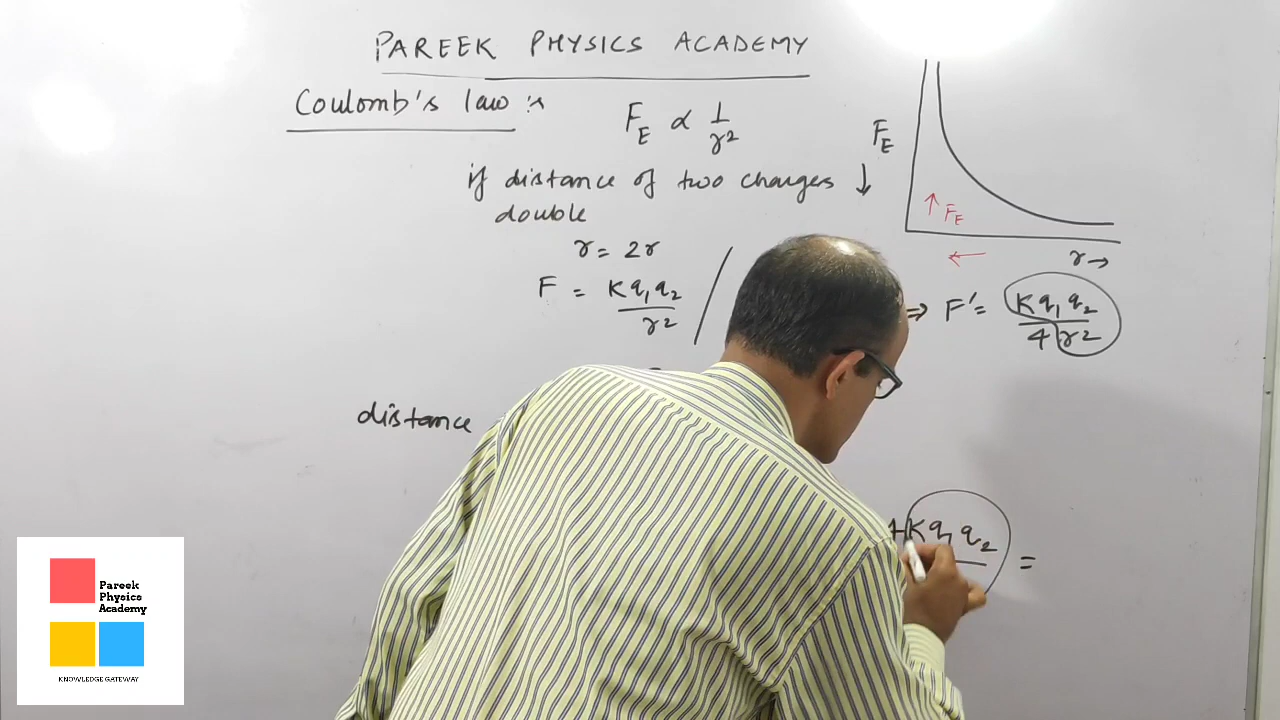 PAREEK PHYSICS ACADEMY
Coulomb's law :
F_E ∝ 1/r²
if distance of two charges ↓
double
r = 2r
F = Kq₁q₂/r²
⇒ F' = Kq₁q₂/4r²
F_E
↑ F_E
←
r→
distance
Kq₁q₂
=
Pareek
Physics
Academy
KNOWLEDGE GATEWAY